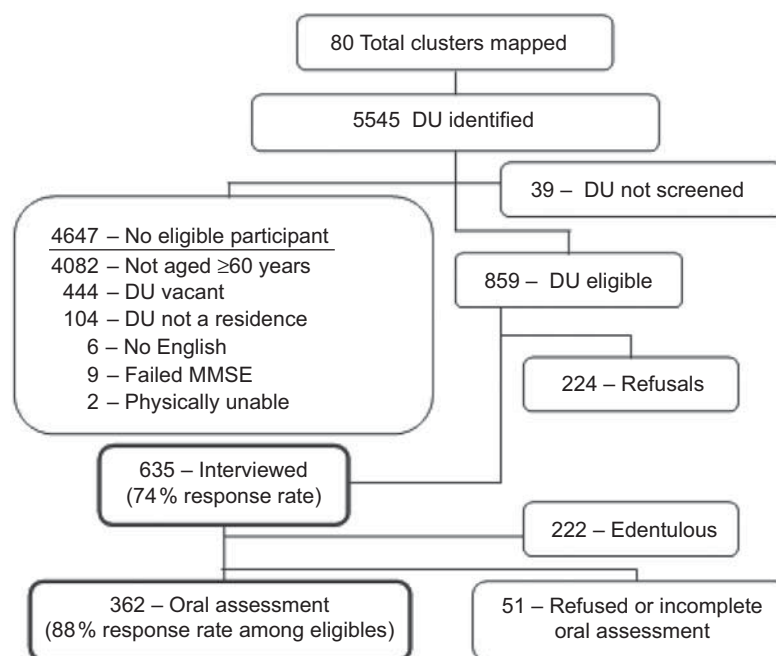 80 Total clusters mapped
5545 DU identified
39 – DU not screened
4647 – No eligible participant
4082 – Not aged ≥60 years
444 – DU vacant
104 – DU not a residence
6 – No English
9 – Failed MMSE
2 – Physically unable
859 – DU eligible
224 – Refusals
635 – Interviewed
(74% response rate)
222 – Edentulous
362 – Oral assessment
(88% response rate among eligibles)
51 – Refused or incomplete
oral assessment